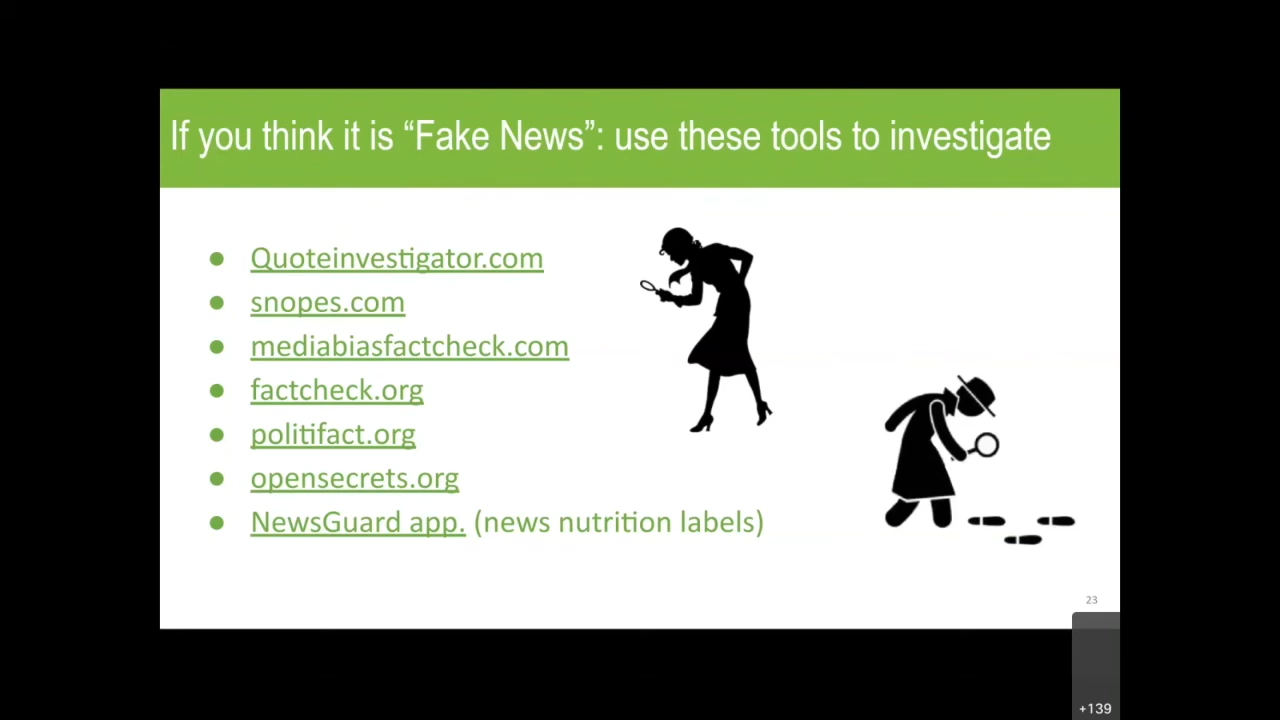 If you think it is “Fake News”: use these tools to investigate
● Quoteinvestigator.com
● snopes.com
● mediabiasfactcheck.com
● factcheck.org
● politifact.org
● opensecrets.org
● NewsGuard app. (news nutrition labels)
23
+139